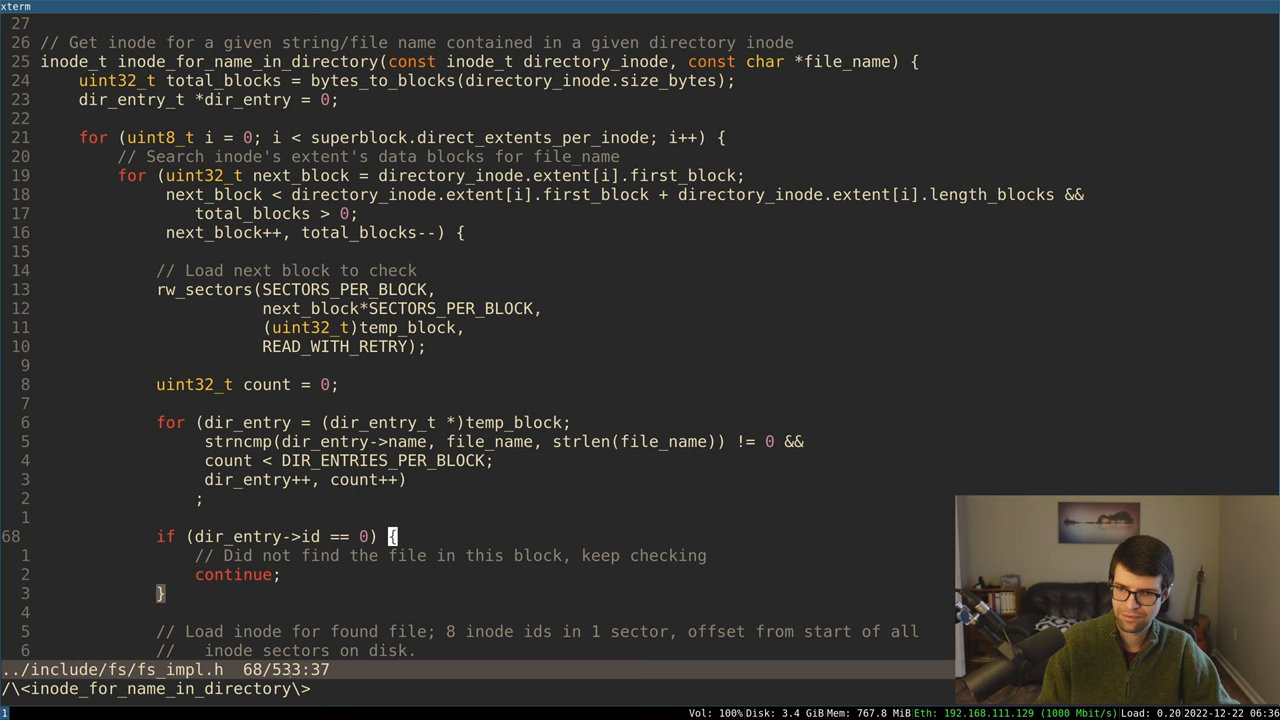 xterm
27
26 // Get inode for a given string/file name contained in a given directory inode
25 inode_t inode_for_name_in_directory(const inode_t directory_inode, const char *file_name) {
24     uint32_t total_blocks = bytes_to_blocks(directory_inode.size_bytes);
23     dir_entry_t *dir_entry = 0;
22
21     for (uint8_t i = 0; i < superblock.direct_extents_per_inode; i++) {
20         // Search inode's extent's data blocks for file_name
19         for (uint32_t next_block = directory_inode.extent[i].first_block;
18              next_block < directory_inode.extent[i].first_block + directory_inode.extent[i].length_blocks &&
17                 total_blocks > 0;
16              next_block++, total_blocks--) {
15
14             // Load next block to check
13             rw_sectors(SECTORS_PER_BLOCK,
12                        next_block*SECTORS_PER_BLOCK,
11                        (uint32_t)temp_block,
10                        READ_WITH_RETRY);
9
8             uint32_t count = 0;
7
6             for (dir_entry = (dir_entry_t *)temp_block;
5                  strncmp(dir_entry->name, file_name, strlen(file_name)) != 0 &&
4                  count < DIR_ENTRIES_PER_BLOCK;
3                  dir_entry++, count++)
2                 ;
1
68             if (dir_entry->id == 0) {
1                 // Did not find the file in this block, keep checking
2                 continue;
3             }
4
5             // Load inode for found file; 8 inode ids in 1 sector, offset from start of all
6             //   inode sectors on disk.
../include/fs/fs_impl.h  68/533:37
/\<inode_for_name_in_directory\>
1 Vol: 100% Disk: 3.4 GiB Mem: 767.8 MiB Eth: 192.168.111.129 (1000 Mbit/s) Load: 0.20 2022-12-22 06:36